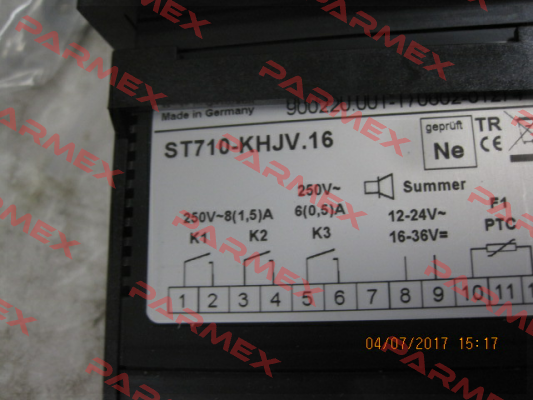 Made in Germany
ST710-KHJV.16
geprüft
Ne
TR
CE
250V~
Summer
F1
250V~8(1,5)A
6(0,5)A
12-24V~
PTC
K1 K2 K3
16-36V=
1 2 3 4 5 6 7 8 9 10 11
04/07/2017 15:17
PARMEX